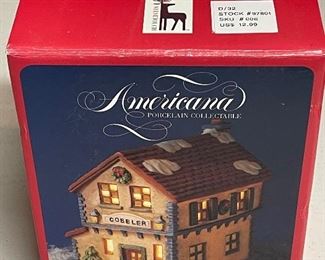 D/32
STOCK #97801
SKU #006
US$ 12.99
Americana
PORCELAIN COLLECTABLE
COBBLER